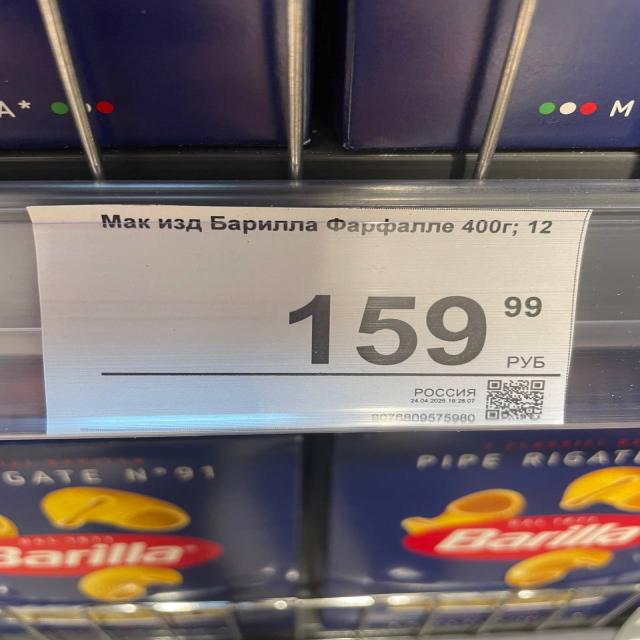 A*
M
Мак изд Барилла Фарфалле 400г; 12
159 99
РУБ
РОССИЯ
24.04.2026 18:28:07
8076809575980
GATE N°91
PIPE RIGATE
Barilla
Barilla